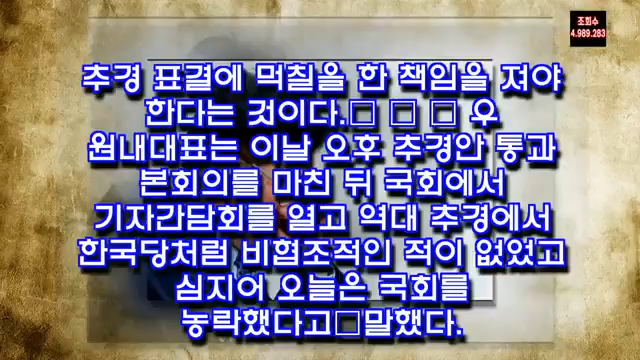 조회수
4.989.283
추경 표결에 먹칠을 한 책임을 져야
한다는 것이다.□ □ □ 우
원내대표는 이날 오후 추경안 통과
본회의를 마친 뒤 국회에서
기자간담회를 열고 역대 추경에서
한국당처럼 비협조적인 적이 없었고
심지어 오늘은 국회를
농락했다고□말했다.